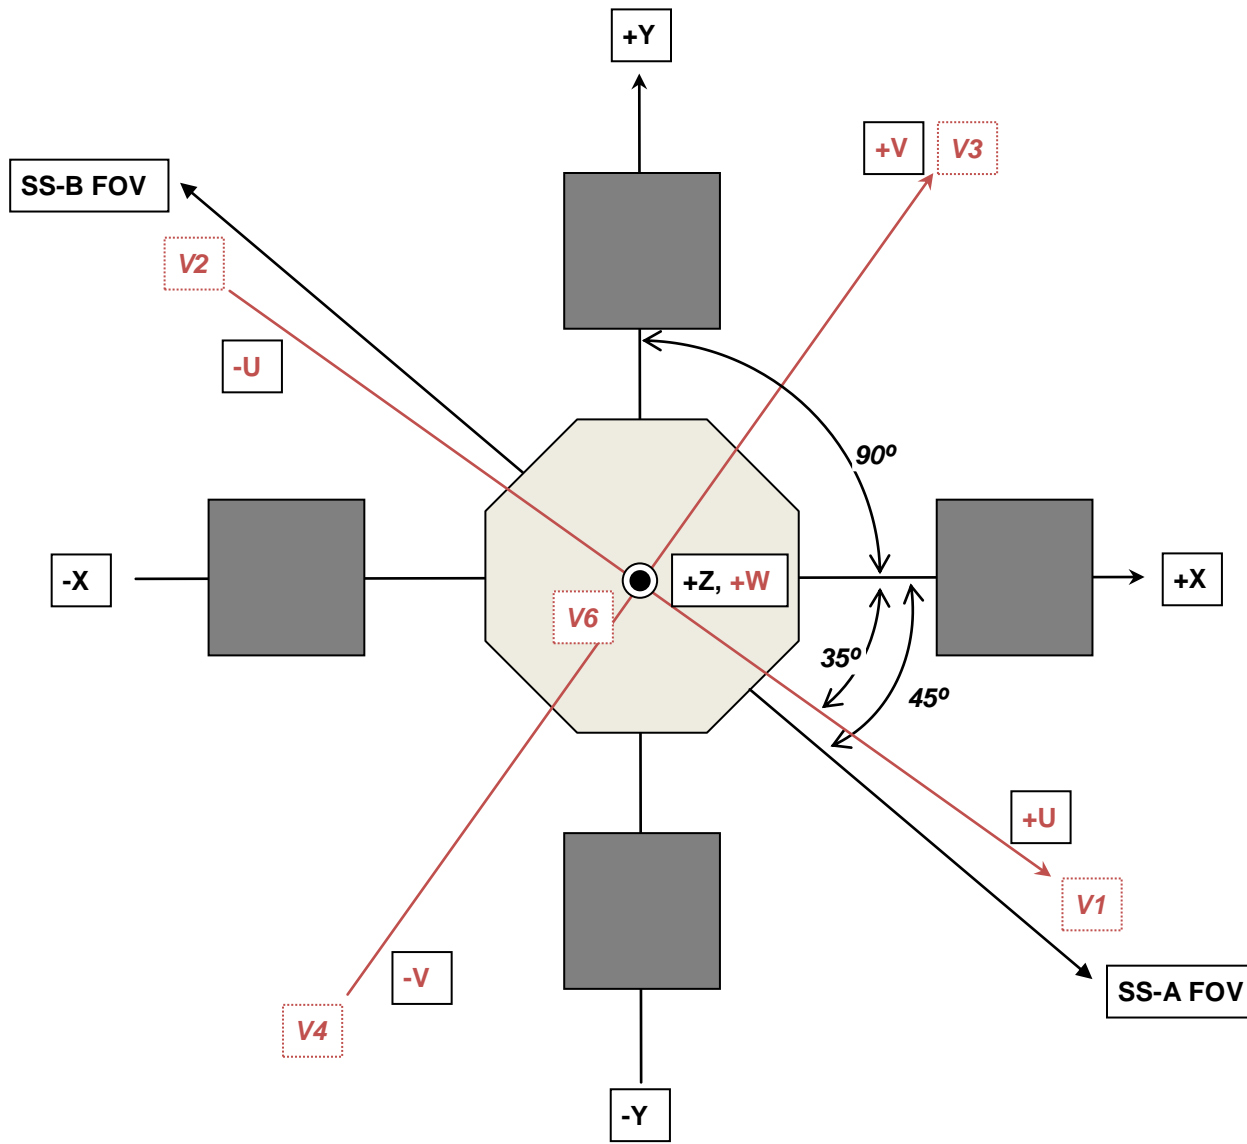 +Y
+V V3
SS-B FOV
V2
-U
90º
-X
+Z, +W
+X
V6
35º
45º
+U
V1
-V
SS-A FOV
V4
-Y